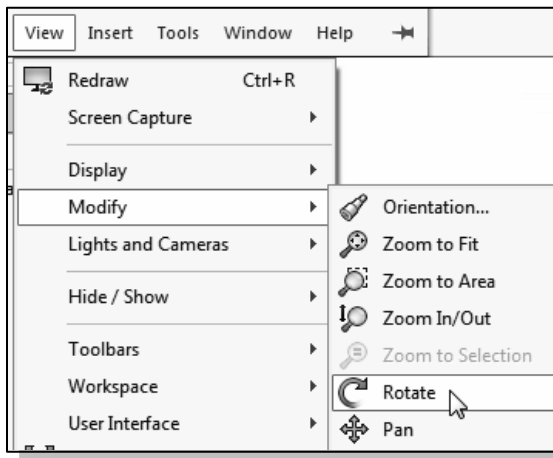 View Insert Tools Window Help
Redraw Ctrl+R
Screen Capture
Display
Modify
Lights and Cameras
Hide / Show
Toolbars
Workspace
User Interface
Orientation...
Zoom to Fit
Zoom to Area
Zoom In/Out
Zoom to Selection
Rotate
Pan